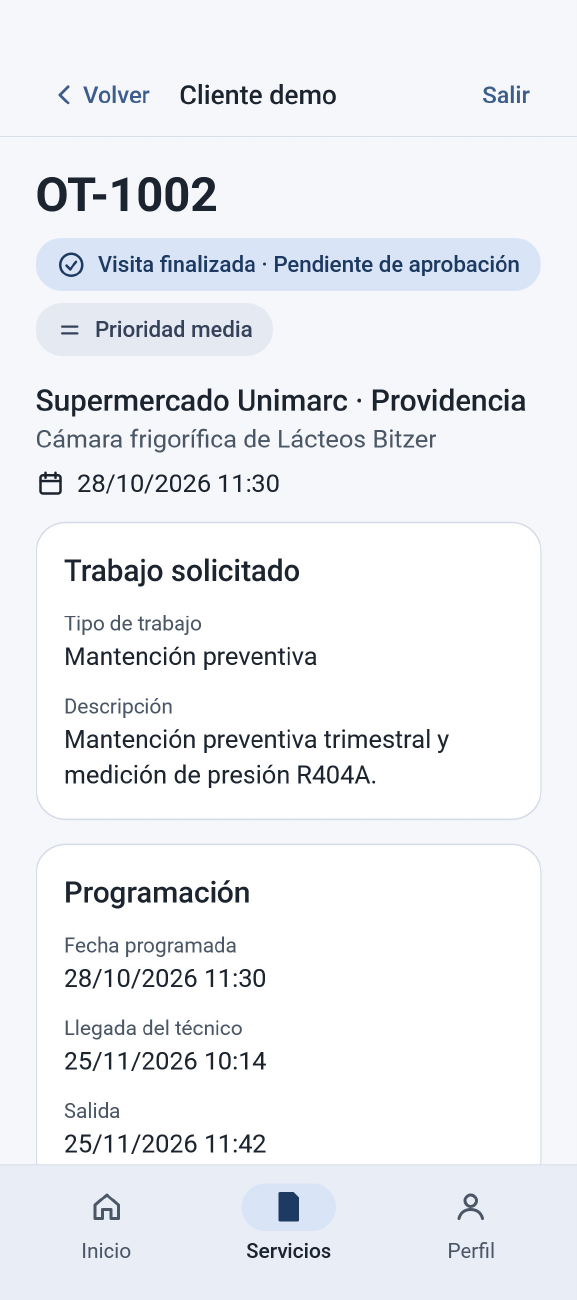 Volver
Cliente demo
Salir
OT-1002
Visita finalizada · Pendiente de aprobación
Prioridad media
Supermercado Unimarc · Providencia
Cámara frigorífica de Lácteos Bitzer
28/10/2026 11:30
Trabajo solicitado
Tipo de trabajo
Mantención preventiva
Descripción
Mantención preventiva trimestral y
medición de presión R404A.
Programación
Fecha programada
28/10/2026 11:30
Llegada del técnico
25/11/2026 10:14
Salida
25/11/2026 11:42
Inicio
Servicios
Perfil